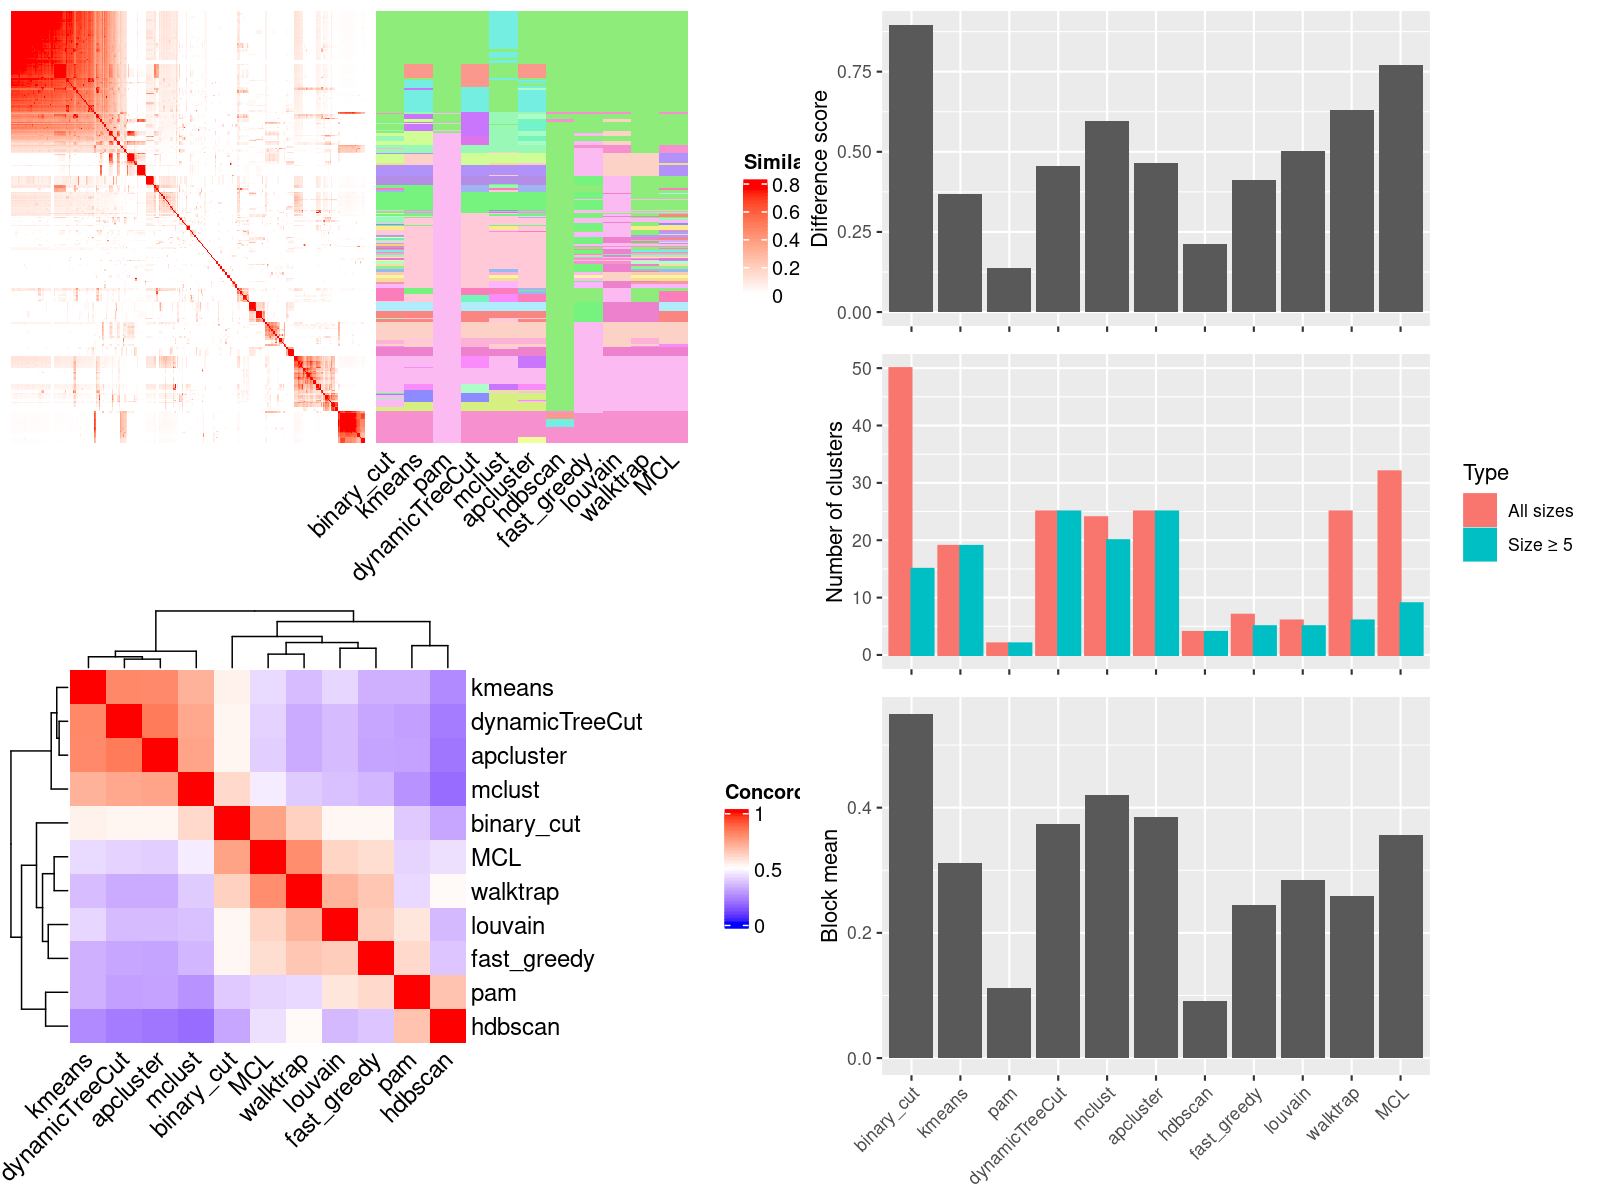 Simila
0.8
0.6
0.4
0.2
0
binary_cut
kmeans
pam
dynamicTreeCut
mclust
apcluster
hdbscan
fast_greedy
louvain
walktrap
MCL
kmeans
dynamicTreeCut
apcluster
mclust
binary_cut
MCL
walktrap
louvain
fast_greedy
pam
hdbscan
kmeans
dynamicTreeCut
apcluster
mclust
binary_cut
MCL
walktrap
louvain
fast_greedy
pam
hdbscan
Concord
1
0.5
0
Difference score
0.75
0.50
0.25
0.00
Number of clusters
50
40
30
20
10
0
Type
All sizes
Size ≥ 5
Block mean
0.4
0.2
0.0
binary_cut
kmeans
pam
dynamicTreeCut
mclust
apcluster
hdbscan
fast_greedy
louvain
walktrap
MCL